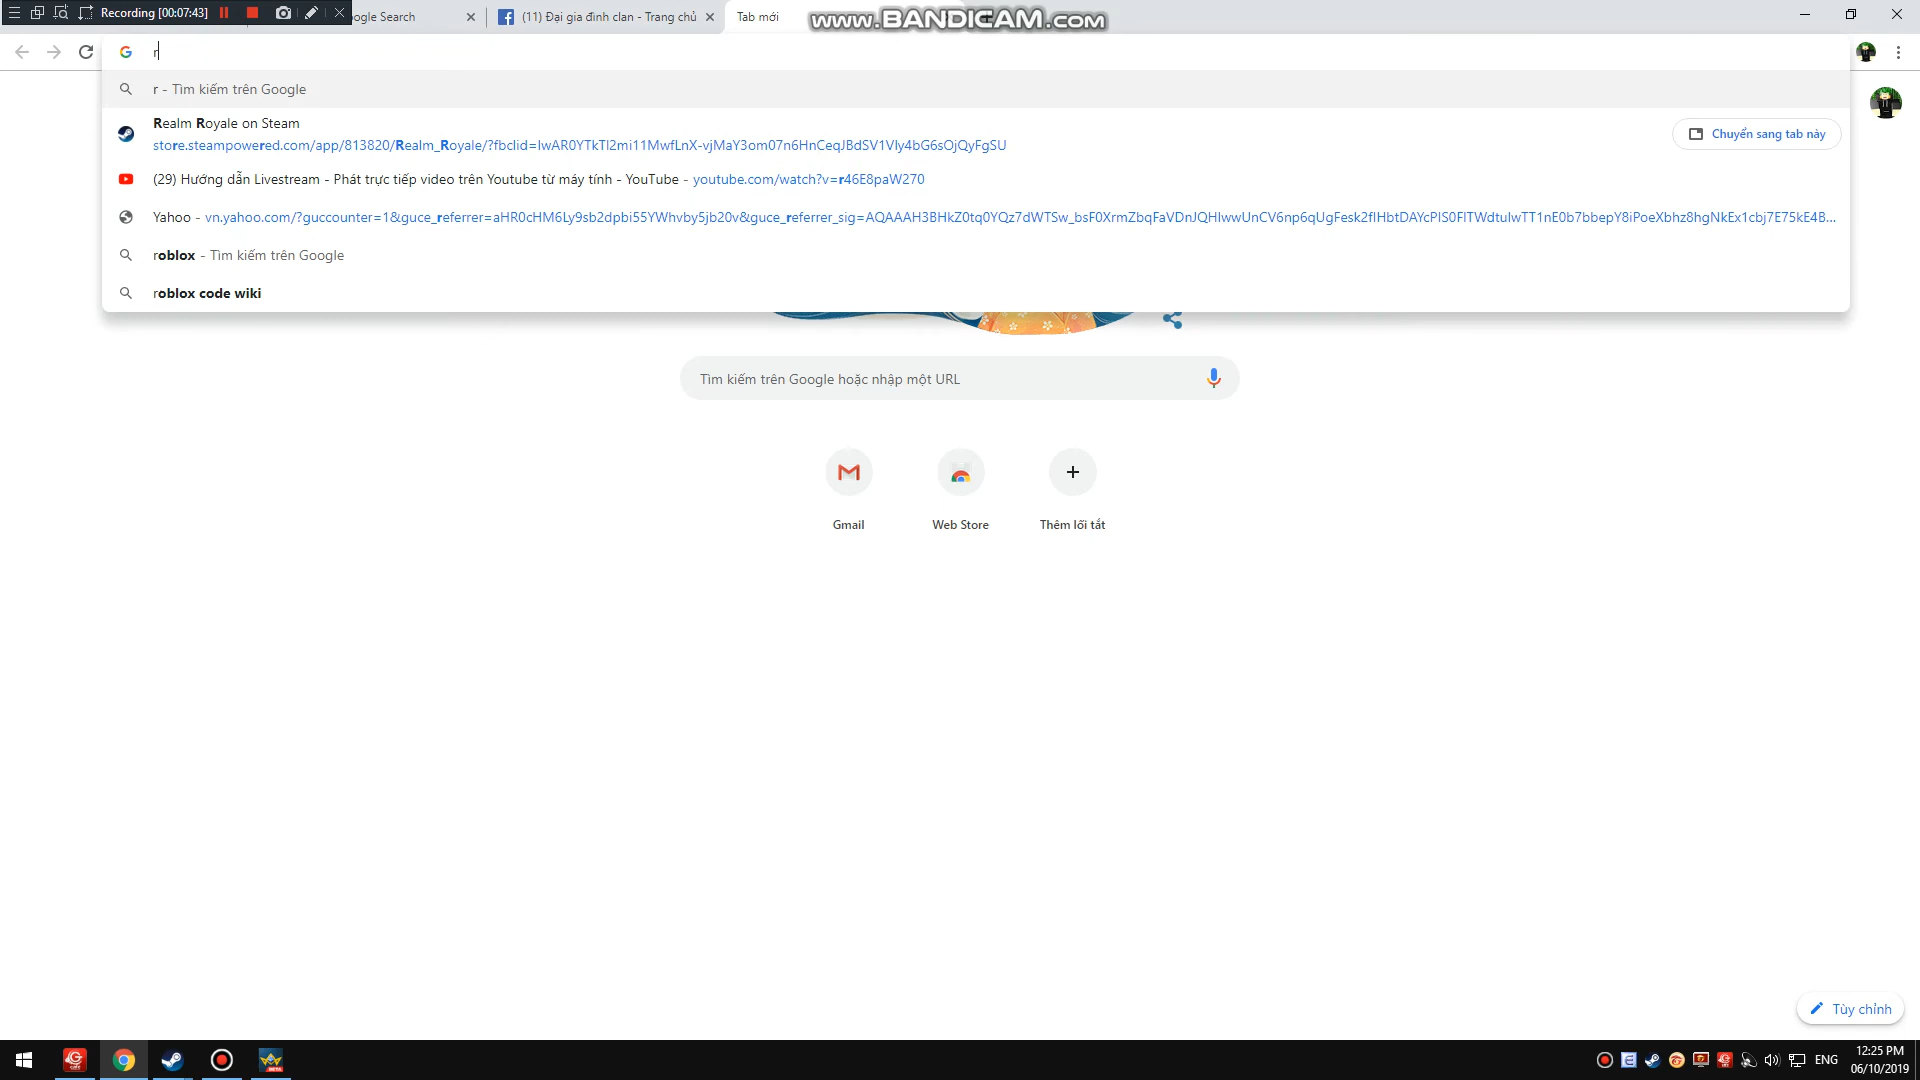 Recording [00:07:43]
ogle Search
(11) Đại gia đình clan - Trang chủ
Tab mới
www.BANDICAM.com
r
r - Tìm kiếm trên Google
Realm Royale on Steam
store.steampowered.com/app/813820/Realm_Royale/?fbclid=IwAR0YTkTl2mi11MwfLnX-vjMaY3om07n6HnCeqJBdSV1VIy4bG6sOjQyFgSU
Chuyển sang tab này
(29) Hướng dẫn Livestream - Phát trực tiếp video trên Youtube từ máy tính - YouTube - youtube.com/watch?v=r46E8paW270
Yahoo - vn.yahoo.com/?guccounter=1&guce_referrer=aHR0cHM6Ly9sb2dpbi55YWhvby5jb20v&guce_referrer_sig=AQAAAH3BHkZ0tq0YQz7dWTSw_bsF0XrmZbqFaVDnJQHIwwUnCV6np6qUgFesk2fIHbtDAYcPIS0FITWdtulwTT1nE0b7bbepY8iPoeXbhz8hgNkEx1cbj7E75kE4B...
roblox - Tìm kiếm trên Google
roblox code wiki
Tìm kiếm trên Google hoặc nhập một URL
Gmail
Web Store
Thêm lối tắt
Tùy chỉnh
ENG
12:25 PM
06/10/2019